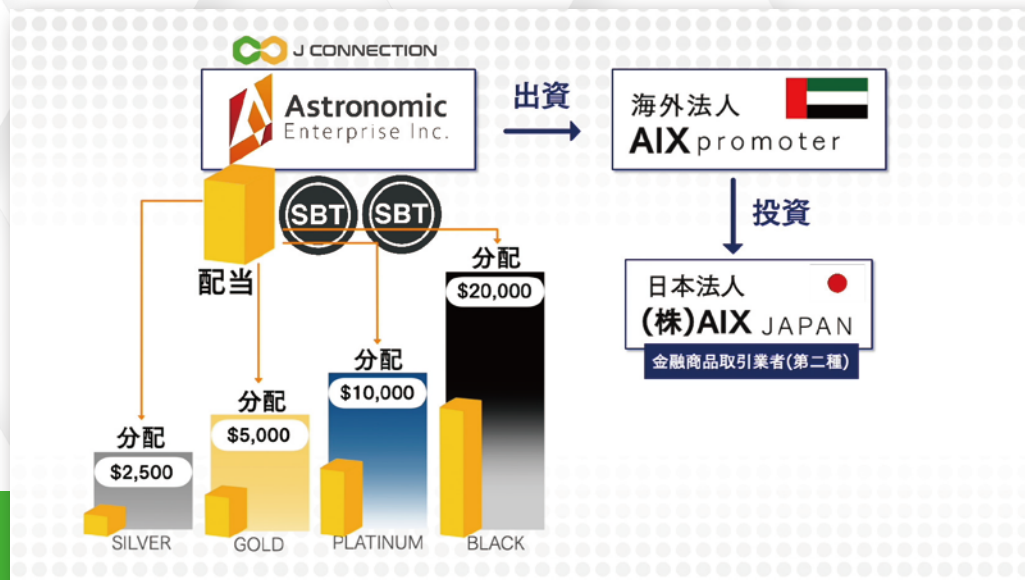 J CONNECTION
Astronomic
Enterprise Inc.
出資
海外法人
AIX promoter
投資
日本法人
(株)AIX JAPAN
金融商品取引業者(第二種)
SBT
SBT
配当
分配
$2,500
SILVER
分配
$5,000
GOLD
分配
$10,000
PLATINUM
分配
$20,000
BLACK